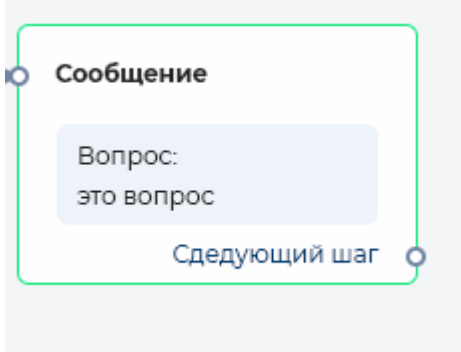 Сообщение
Вопрос:
это вопрос
Сдедующий шаг